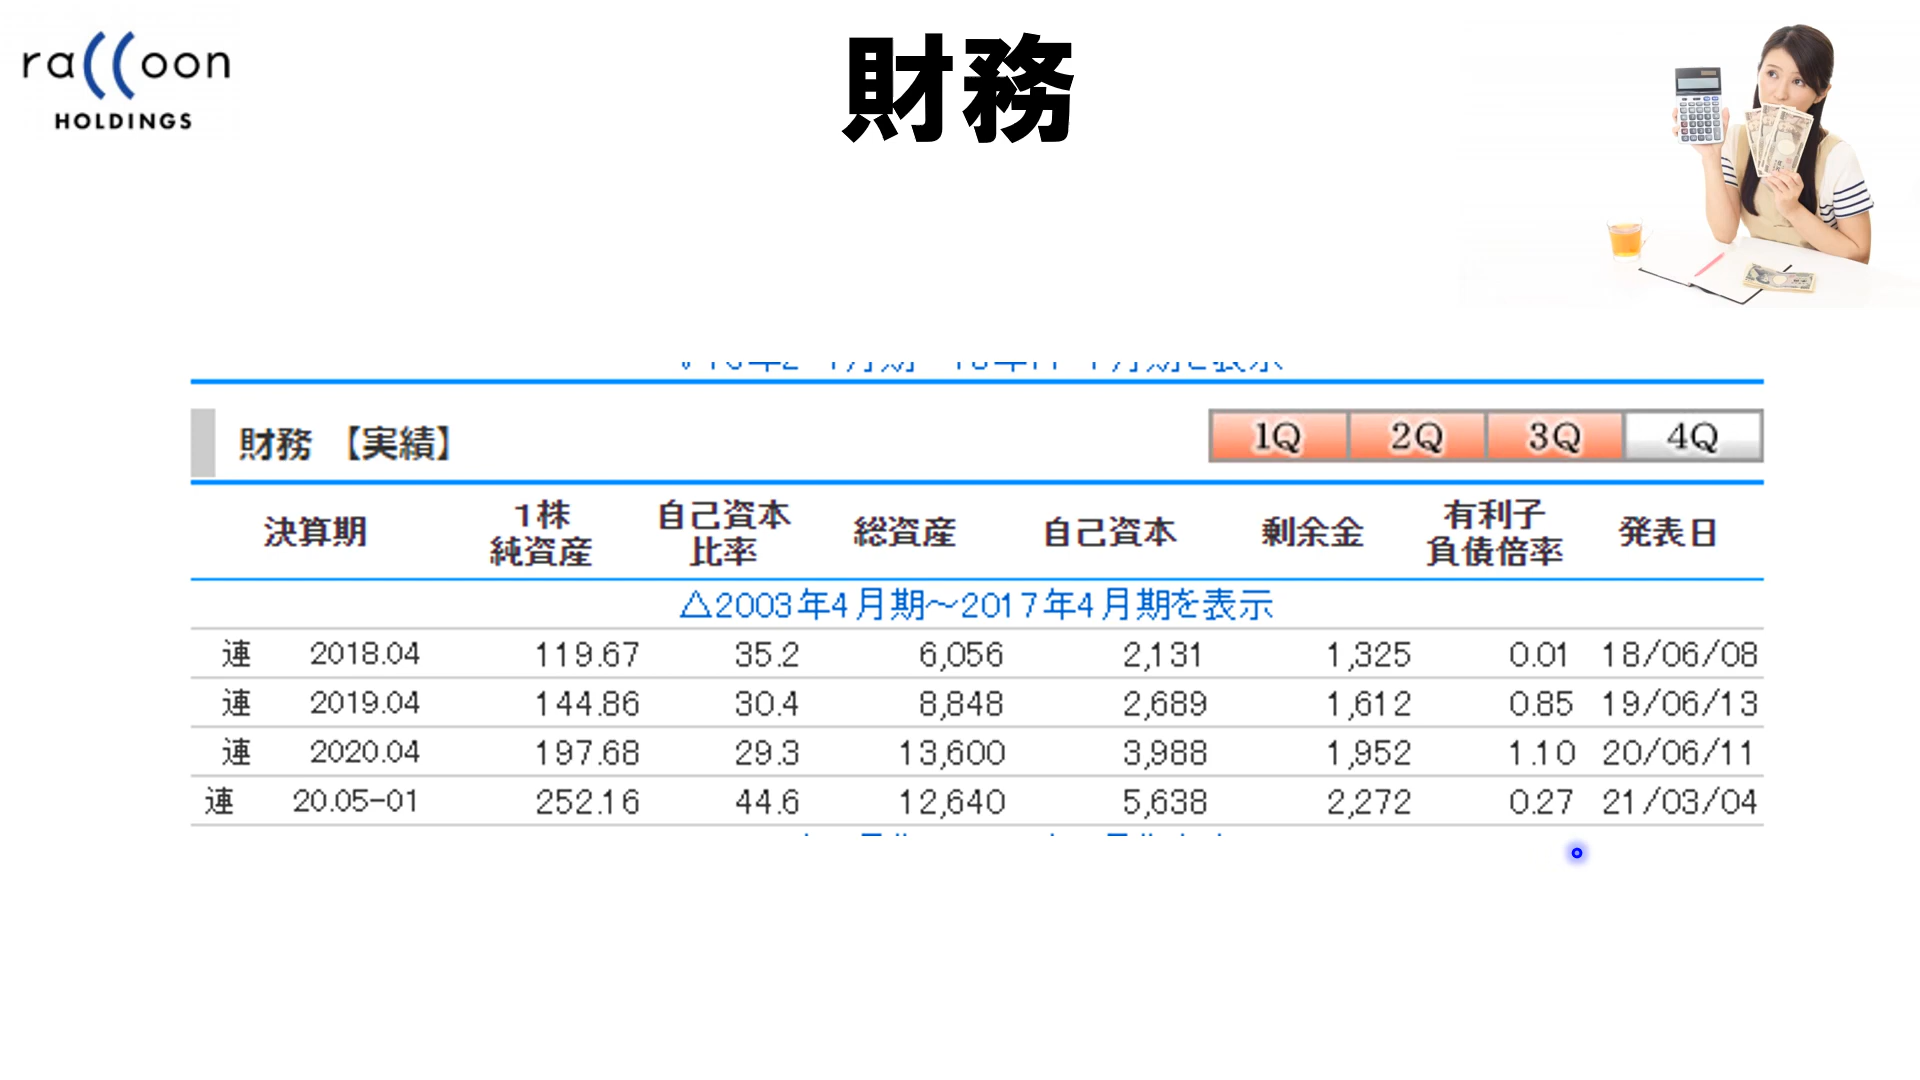 raccoon
HOLDINGS
財務
財務 【実績】
1Q 2Q 3Q 4Q
決算期 1株純資産 自己資本比率 総資産 自己資本 剰余金 有利子負債倍率 発表日
△2003年4月期～2017年4月期を表示
連 2018.04 119.67 35.2 6,056 2,131 1,325 0.01 18/06/08
連 2019.04 144.86 30.4 8,848 2,689 1,612 0.85 19/06/13
連 2020.04 197.68 29.3 13,600 3,988 1,952 1.10 20/06/11
連 20.05-01 252.16 44.6 12,640 5,638 2,272 0.27 21/03/04